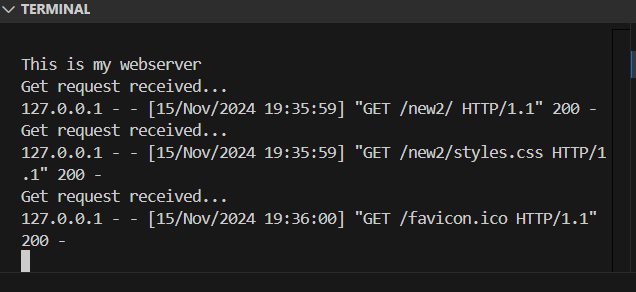 TERMINAL
This is my webserver
Get request received...
127.0.0.1 - - [15/Nov/2024 19:35:59] "GET /new2/ HTTP/1.1" 200 -
Get request received...
127.0.0.1 - - [15/Nov/2024 19:35:59] "GET /new2/styles.css HTTP/1
.1" 200 -
Get request received...
127.0.0.1 - - [15/Nov/2024 19:36:00] "GET /favicon.ico HTTP/1.1"
200 -